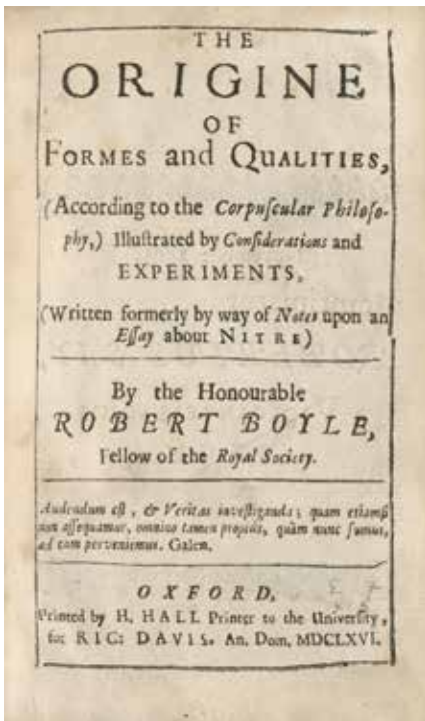 THE
ORIGINE
OF
FORMES and QUALITIES,
(According to the Corpuſcular Philoſo-
phy,) Illuſtrated by Conſiderations and
EXPERIMENTS,
(Written formerly by way of Notes upon an
Eſſay about NITRE)
By the Honourable
ROBERT BOYLE,
Fellow of the Royal Society.
Audendum eſt, & Veritas inveſtiganda; quam etiamſi
non aſſequamur, omnino tamen propiùs, quàm nunc ſumus,
ad eam perveniemus. Galen.
OXFORD,
Printed by H. HALL Printer to the Univerſity,
for RIC: DAVIS. An. Dom. MDCLXVI.